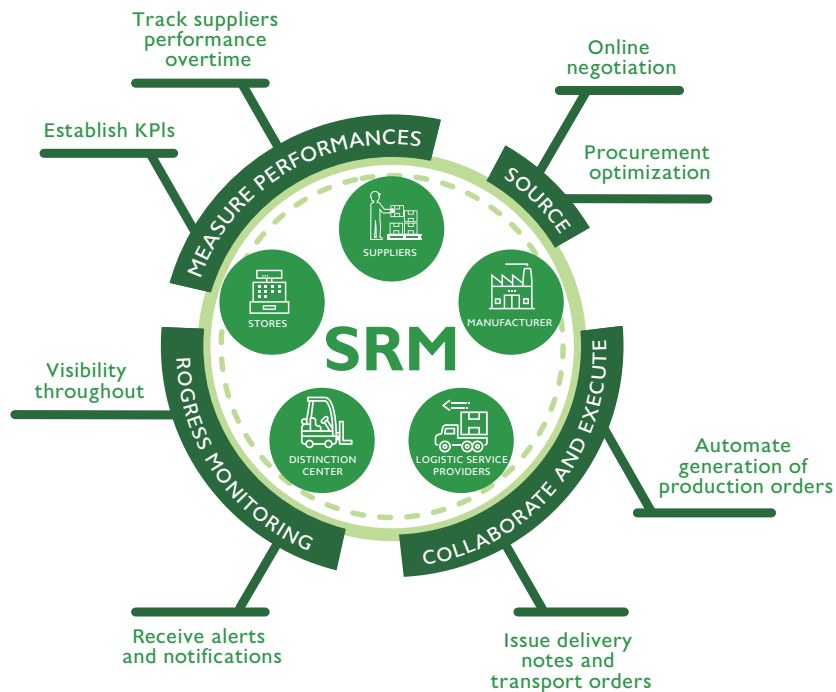 Track suppliers
performance
overtime
Establish KPls
MEASURE PERFORMANCES
Online
negotiation
Procurement
optimization
SOURCE
SUPPLIERS
STORES
MANUFACTURER
SRM
DISTINCTION
CENTER
LOGISTIC SERVICE
PROVIDERS
Visibility
throughout
ROGRESS MONITORING
Receive alerts
and notifications
COLLABORATE AND EXECUTE
Automate
generation of
production orders
Issue delivery
notes and
transport orders